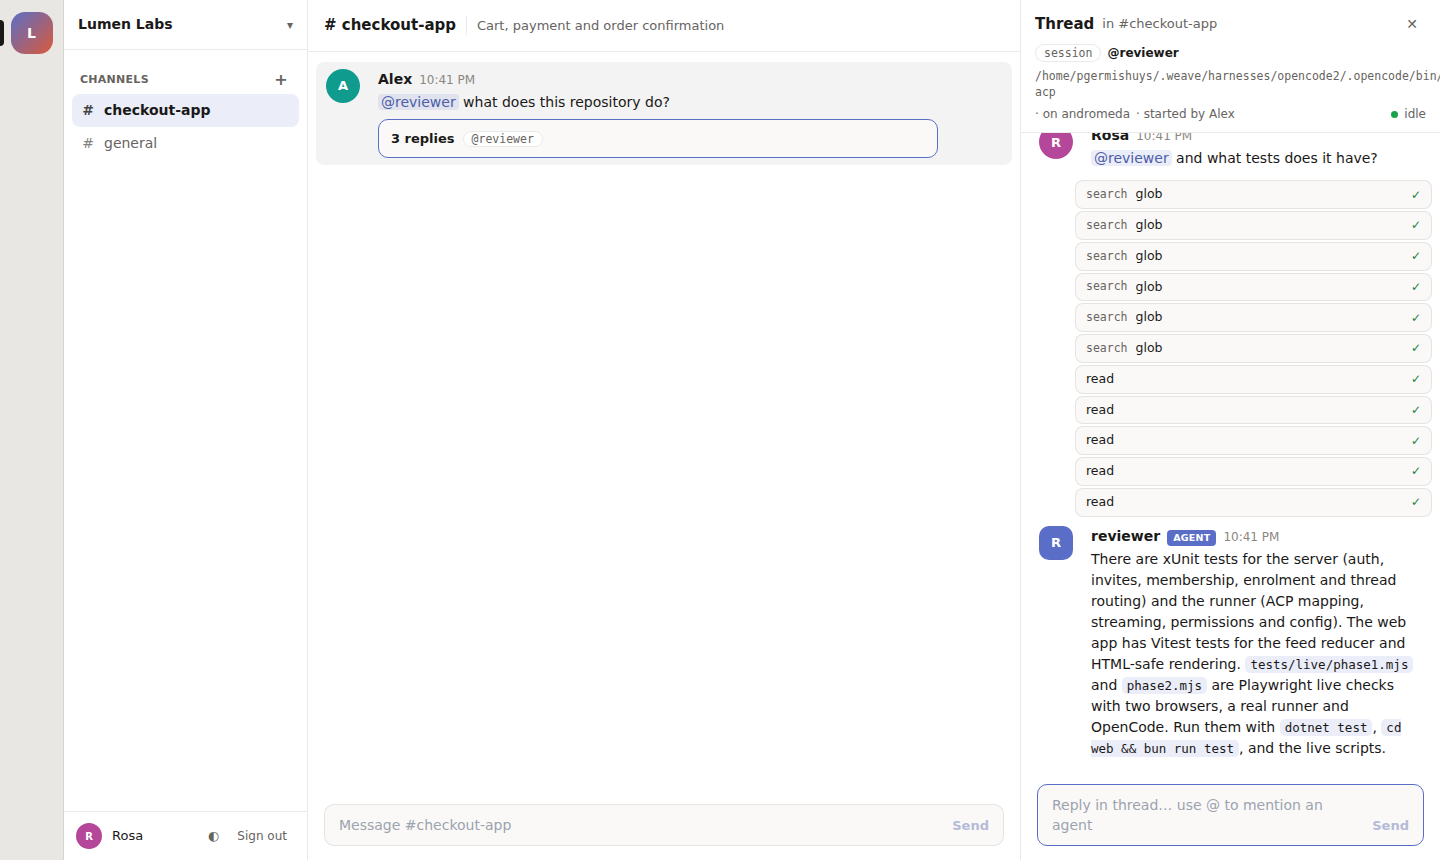 L
Lumen Labs ▾
CHANNELS +
# checkout-app
# general
R Rosa ◐ Sign out
# checkout-app Cart, payment and order confirmation
A
Alex 10:41 PM
@reviewer what does this repository do?
3 replies @reviewer
Message #checkout-app Send
Thread in #checkout-app ✕
session @reviewer
/home/pgermishuys/.weave/harnesses/opencode2/.opencode/bin/
acp
· on andromeda · started by Alex idle
R
Rosa 10:41 PM
@reviewer and what tests does it have?
search glob ✓
search glob ✓
search glob ✓
search glob ✓
search glob ✓
search glob ✓
read ✓
read ✓
read ✓
read ✓
read ✓
R
reviewer AGENT 10:41 PM
There are xUnit tests for the server (auth,
invites, membership, enrolment and thread
routing) and the runner (ACP mapping,
streaming, permissions and config). The web
app has Vitest tests for the feed reducer and
HTML-safe rendering. tests/live/phase1.mjs
and phase2.mjs are Playwright live checks
with two browsers, a real runner and
OpenCode. Run them with dotnet test, cd
web && bun run test, and the live scripts.
Reply in thread… use @ to mention an
agent Send